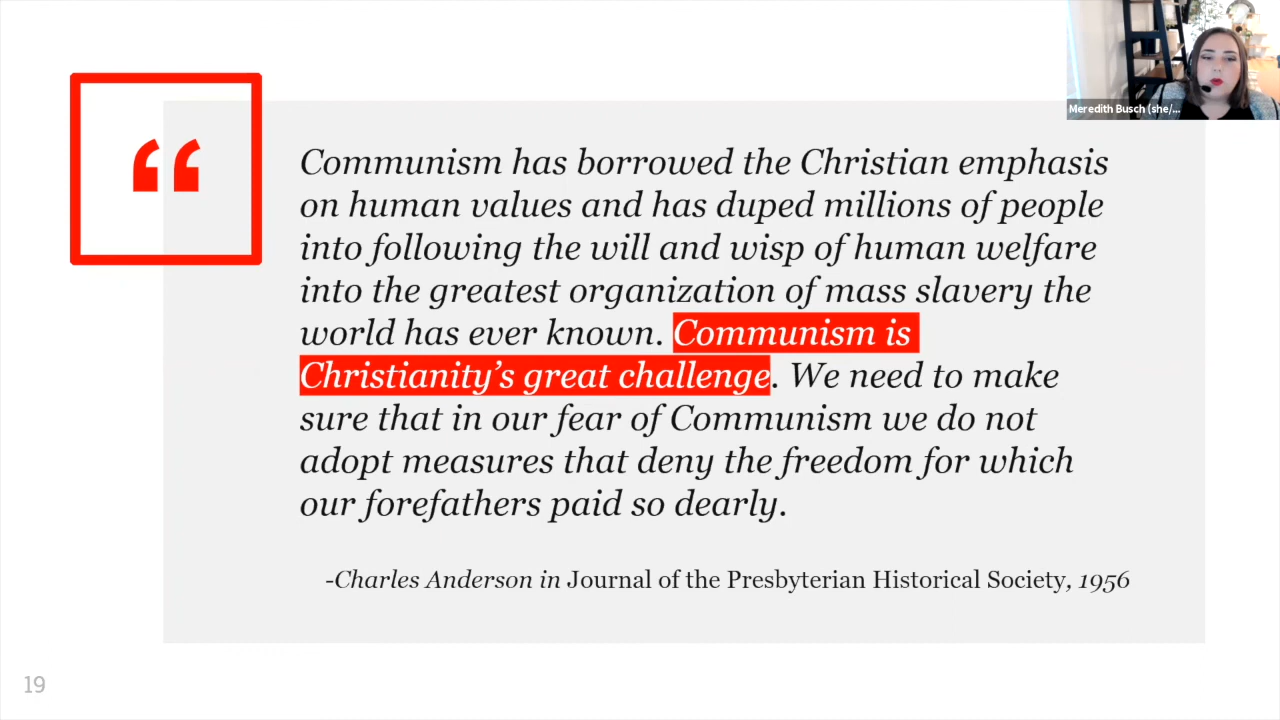 Meredith Busch (she/...
“
Communism has borrowed the Christian emphasis
on human values and has duped millions of people
into following the will and wisp of human welfare
into the greatest organization of mass slavery the
world has ever known. Communism is
Christianity’s great challenge. We need to make
sure that in our fear of Communism we do not
adopt measures that deny the freedom for which
our forefathers paid so dearly.
-Charles Anderson in Journal of the Presbyterian Historical Society, 1956
19